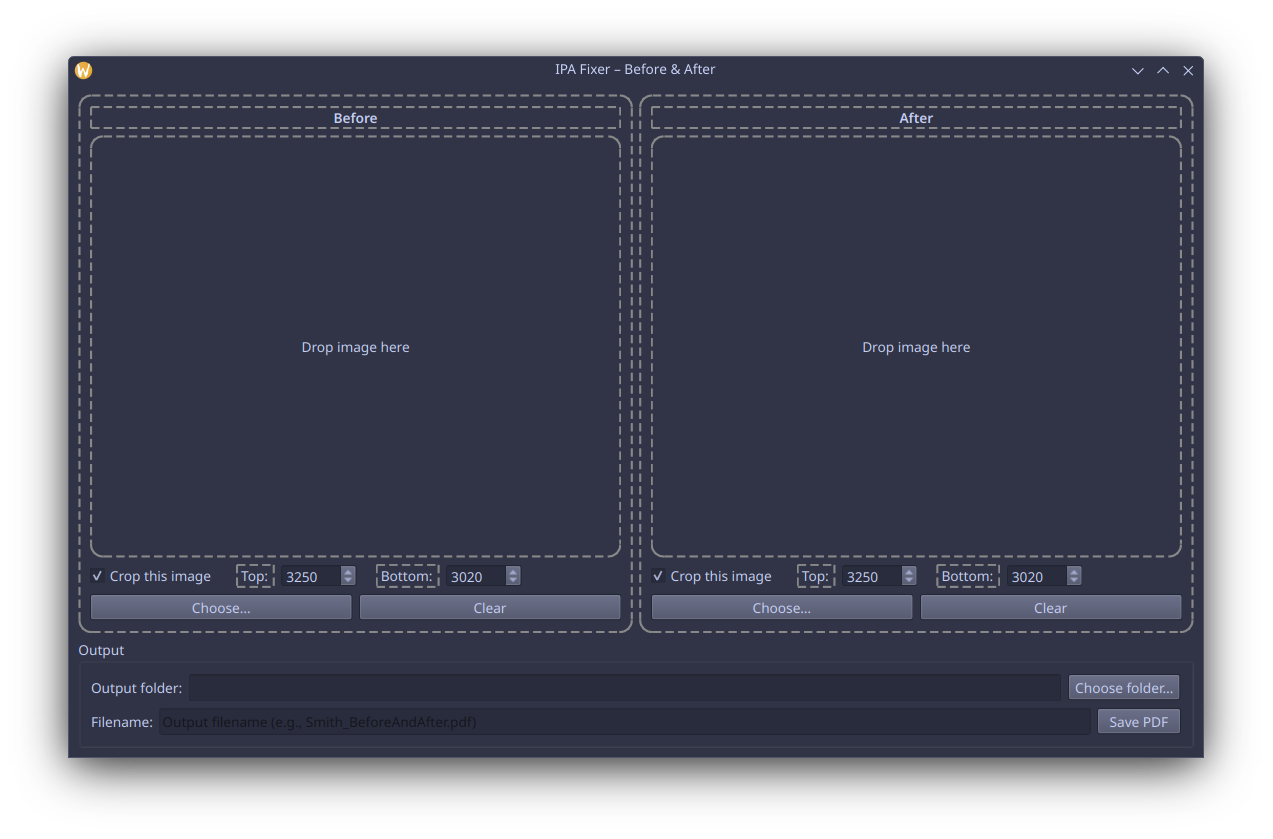 IPA Fixer – Before & After
Before
After
Drop image here
Drop image here
Crop this image Top: 3250 Bottom: 3020
Crop this image Top: 3250 Bottom: 3020
Choose... Clear
Choose... Clear
Output
Output folder: Choose folder...
Filename: Output filename (e.g., Smith_BeforeAndAfter.pdf) Save PDF